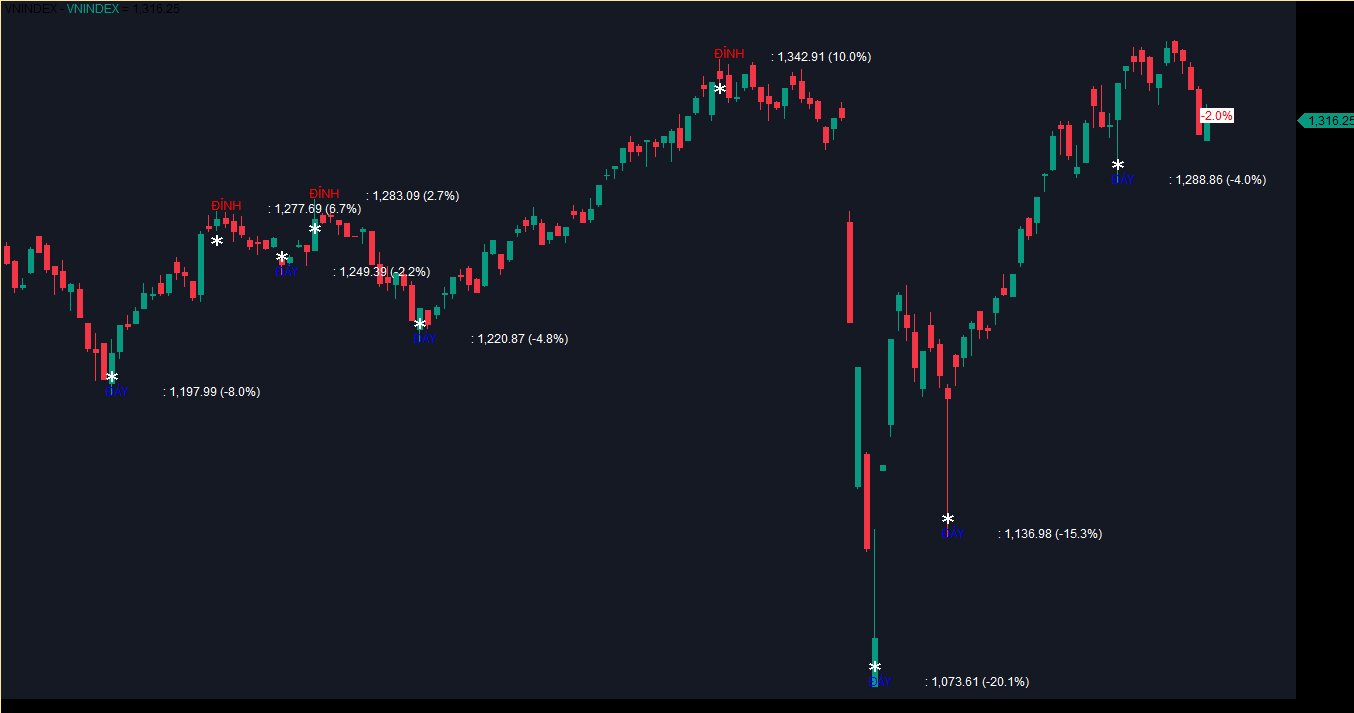 VNINDEX - VNINDEX = 1,316.25
ĐỈNH : 1,342.91 (10.0%)
-2.0%
1,316.25
ĐÁY : 1,288.86 (-4.0%)
ĐỈNH : 1,283.09 (2.7%)
ĐỈNH : 1,277.69 (6.7%)
ĐÁY : 1,249.39 (-2.2%)
ĐÁY : 1,220.87 (-4.8%)
ĐÁY : 1,197.99 (-8.0%)
ĐÁY : 1,136.98 (-15.3%)
ĐÁY : 1,073.61 (-20.1%)